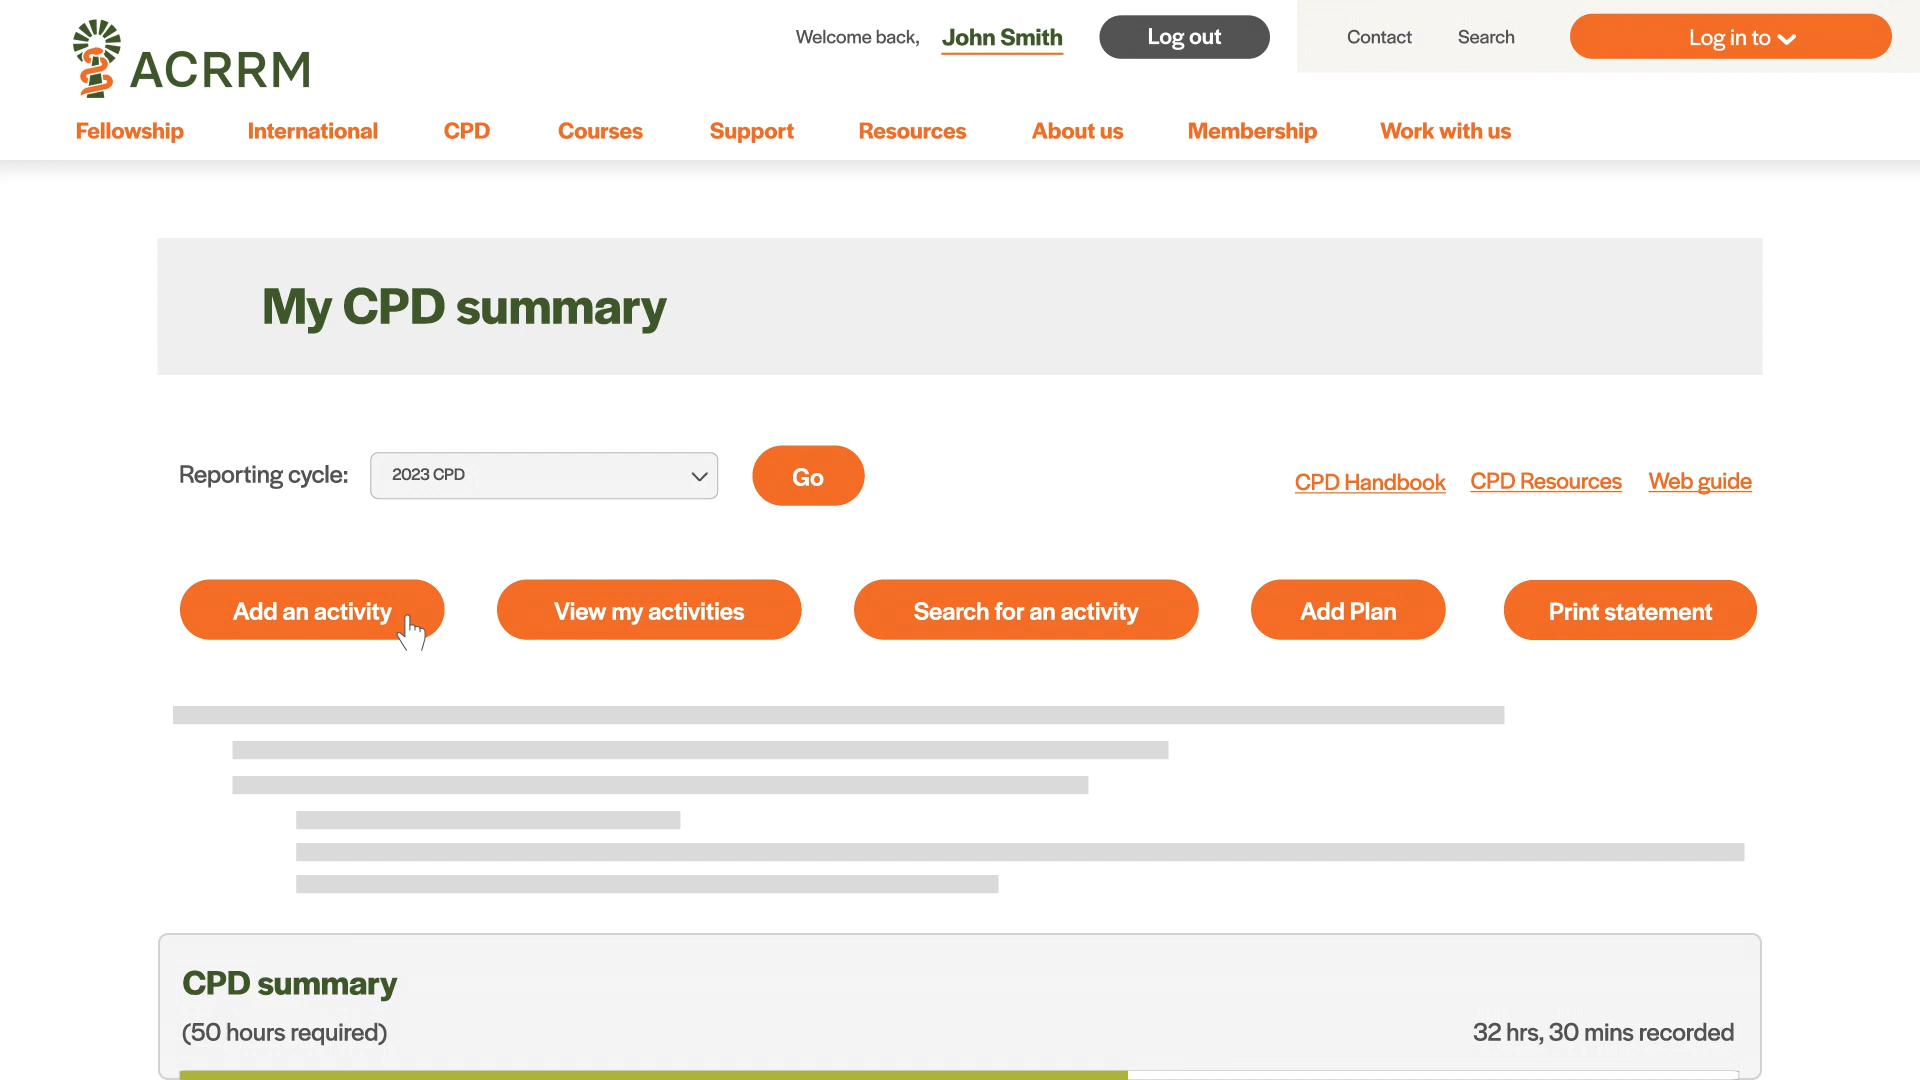 Welcome back, John Smith
Log out
Contact
Search
Log in to
ACRRM
Fellowship
International
CPD
Courses
Support
Resources
About us
Membership
Work with us
My CPD summary
Reporting cycle:
2023 CPD
Go
CPD Handbook
CPD Resources
Web guide
Add an activity
View my activities
Search for an activity
Add Plan
Print statement
CPD summary
(50 hours required)
32 hrs, 30 mins recorded